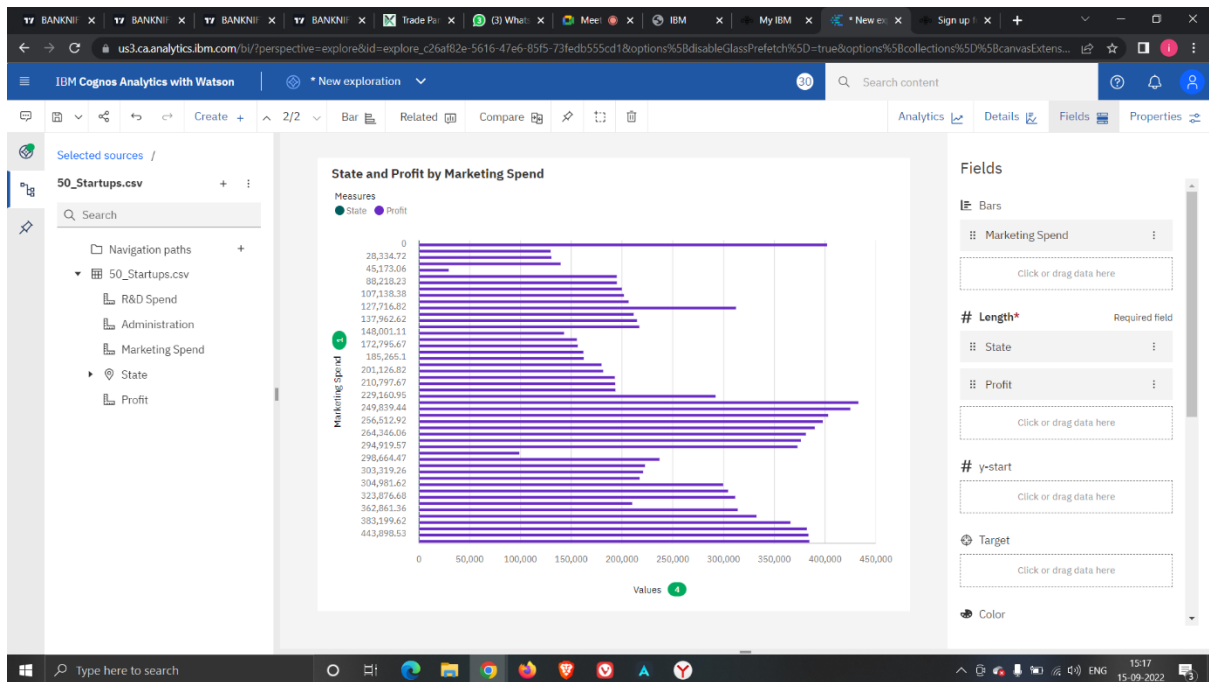 BANKNIF
BANKNIF
BANKNIF
BANKNIF
Trade Par
(3) Whats
Meet
IBM
My IBM
* New exp
Sign up f
us3.ca.analytics.ibm.com/bi/?perspective=explore&id=explore_c26af82e-5616-47e6-85f5-73fedb555cd1&options%5BdisableGlassPrefetch%5D=true&options%5Bcollections%5D%5BcanvasExtens...
IBM Cognos Analytics with Watson
* New exploration
30
Search content
Create +
2/2
Bar
Related
Compare
Analytics
Details
Fields
Properties
Selected sources /
50_Startups.csv
Search
Navigation paths
50_Startups.csv
R&D Spend
Administration
Marketing Spend
State
Profit
State and Profit by Marketing Spend
Measures
State Profit
0
28,334.72
45,173.06
88,218.23
107,138.38
127,716.82
137,962.62
148,001.11
172,795.67
185,265.1
201,126.82
210,797.67
229,160.95
249,839.44
256,512.92
264,346.06
294,919.57
298,664.47
303,319.26
304,981.62
323,876.68
362,861.36
383,199.62
443,898.53
Marketing Spend
0 50,000 100,000 150,000 200,000 250,000 300,000 350,000 400,000 450,000
Values 4
Fields
Bars
Marketing Spend
Click or drag data here
# Length* Required field
State
Profit
Click or drag data here
# y-start
Click or drag data here
Target
Click or drag data here
Color
Type here to search
ENG
15:17
15-09-2022